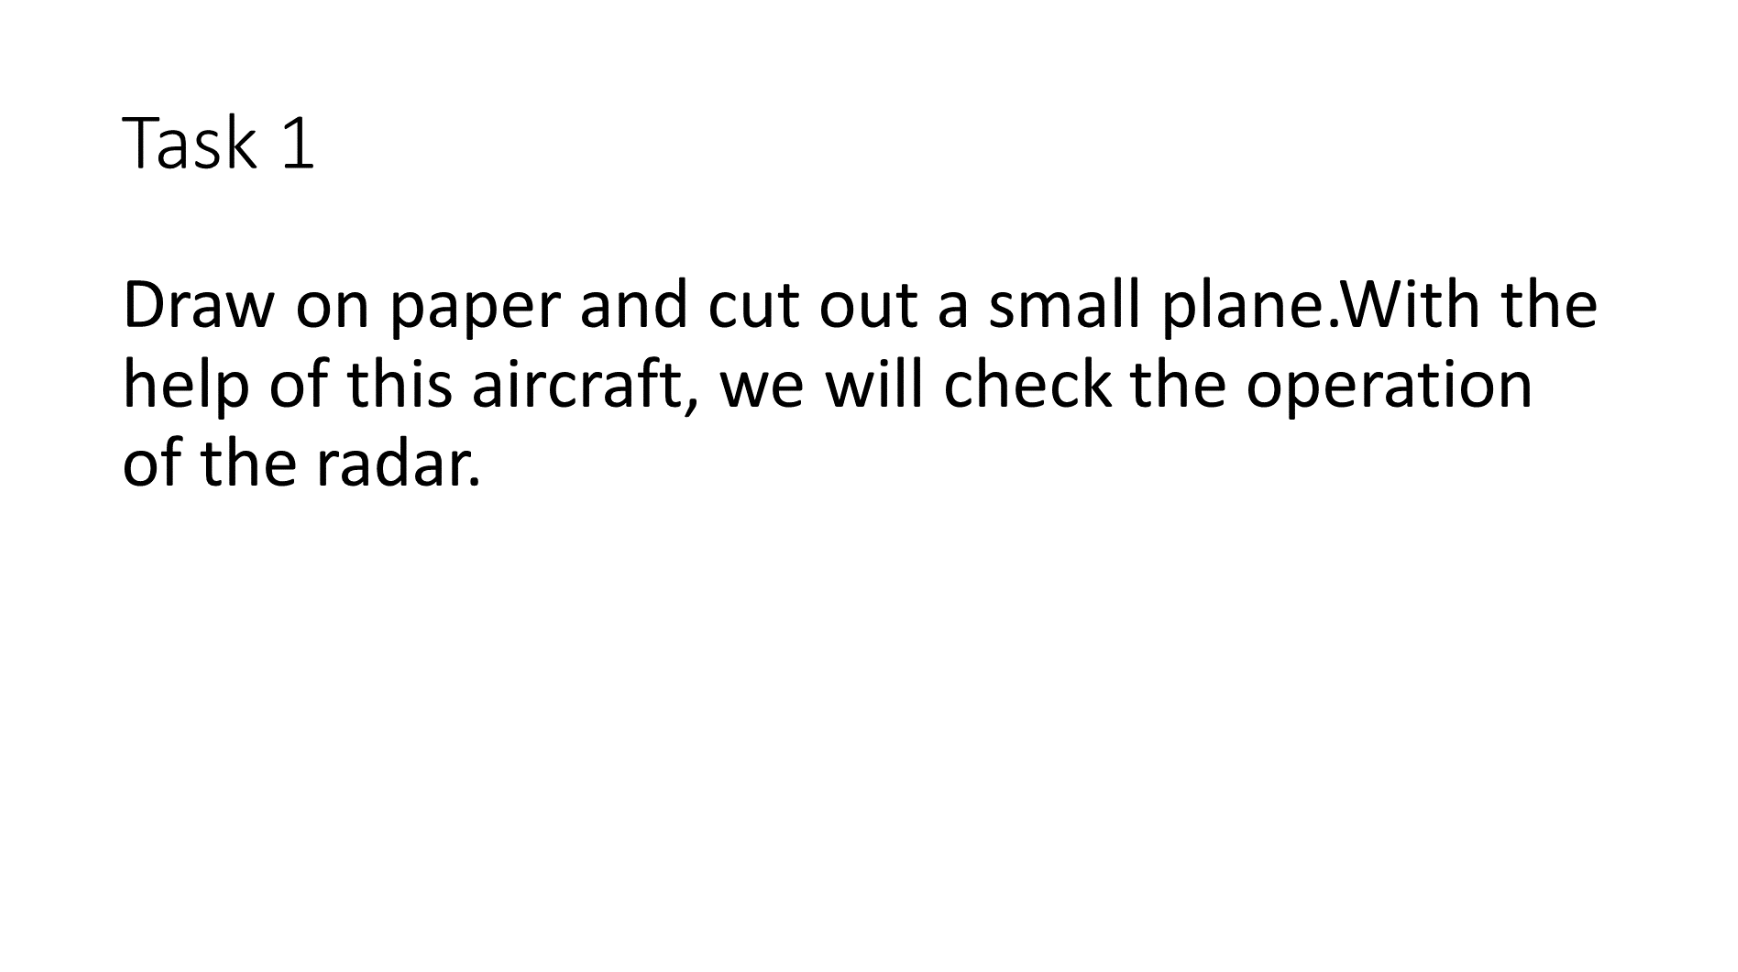 Task 1
Draw on paper and cut out a small plane.With the
help of this aircraft, we will check the operation
of the radar.